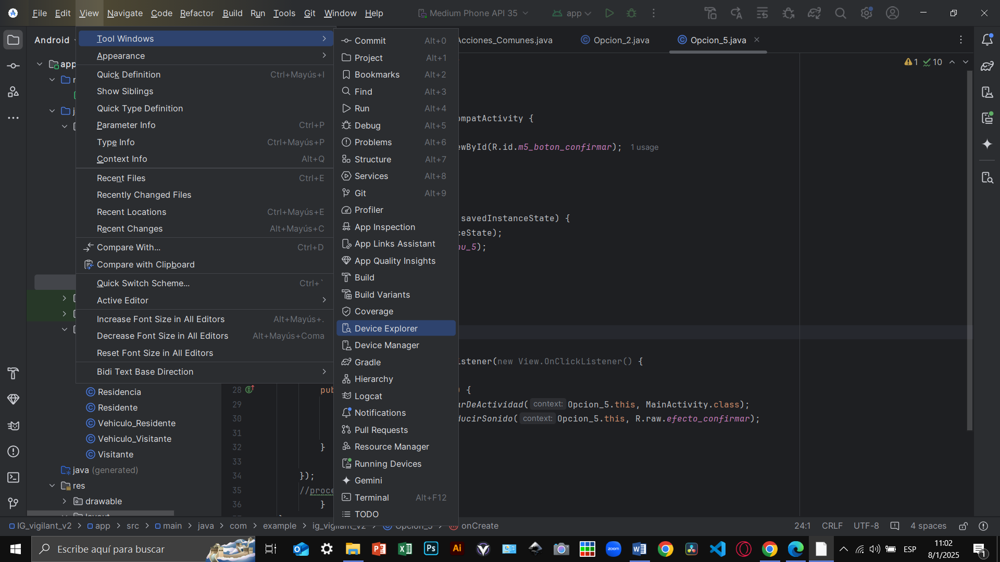 File Edit View Navigate Code Refactor Build Run Tools Git Window Help Medium Phone API 35 app
Android
app
Tool Windows
Appearance
Quick Definition Ctrl+Mayús+I
Show Siblings
Quick Type Definition
Parameter Info Ctrl+P
Type Info Ctrl+Mayús+P
Context Info Alt+Q
Recent Files Ctrl+E
Recently Changed Files
Recent Locations Ctrl+Mayús+E
Recent Changes Alt+Mayús+C
Compare With... Ctrl+D
Compare with Clipboard
Quick Switch Scheme... Ctrl+`
Active Editor
Increase Font Size in All Editors Alt+Mayús+.
Decrease Font Size in All Editors Alt+Mayús+Coma
Reset Font Size in All Editors
Bidi Text Base Direction
Commit Alt+0
Project Alt+1
Bookmarks Alt+2
Find Alt+3
Run Alt+4
Debug Alt+5
Problems Alt+6
Structure Alt+7
Services Alt+8
Git Alt+9
Profiler
App Inspection
App Links Assistant
App Quality Insights
Build
Build Variants
Coverage
Device Explorer
Device Manager
Gradle
Hierarchy
Logcat
Notifications
Pull Requests
Resource Manager
Running Devices
Gemini
Terminal Alt+F12
TODO
Acciones_Comunes.java Opcion_2.java Opcion_5.java
1 10
ompatActivity {
ewById(R.id.m5_boton_confirmar); 1 usage
savedInstanceState) {
ceState);
nu_5);
istener(new View.OnClickListener() {
28 pub ) {
29 arDeActividad( context: Opcion_5.this, MainActivity.class);
30 ducirSonido( context: Opcion_5.this, R.raw.efecto_confirmar);
31
32 }
33
34 });
35 //proce
36 }
Residencia
Residente
Vehiculo_Residente
Vehiculo_Visitante
Visitante
java (generated)
res
drawable
layout
IG_vigilant_v2 > app > src > main > java > com > example > ig_vigilant_v2 > Opcion_5 > onCreate
24:1 CRLF UTF-8 4 spaces
Escribe aquí para buscar
zoom
ESP
11:02
8/1/2025
1